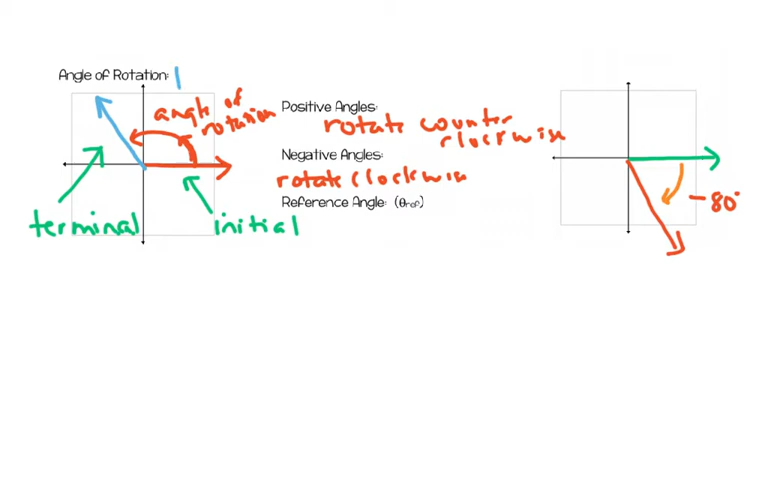 Angle of Rotation:
angle of
rotation
terminal
initial
Positive Angles:
rotate counter
clockwise
Negative Angles:
rotate clockwise
Reference Angle: (θref)
-80°